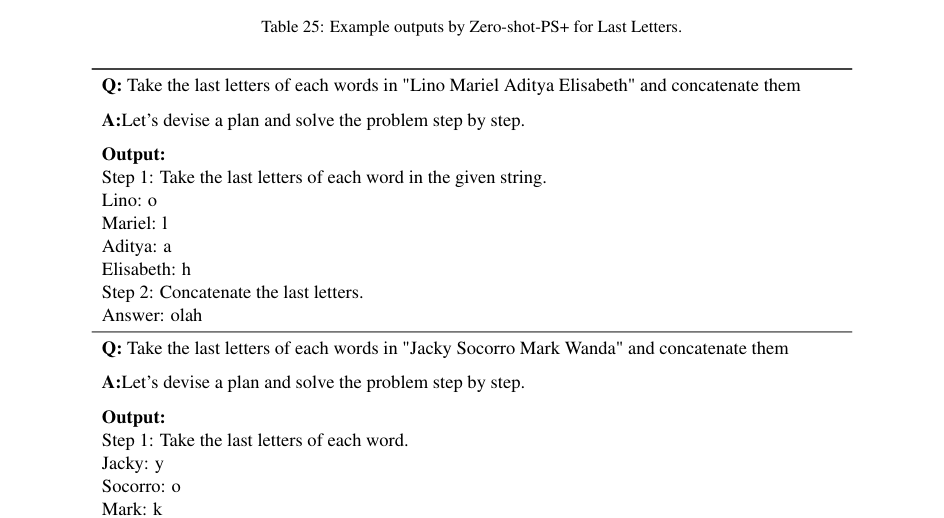 Table 25: Example outputs by Zero-shot-PS+ for Last Letters.
Q: Take the last letters of each words in "Lino Mariel Aditya Elisabeth" and concatenate them
A:Let’s devise a plan and solve the problem step by step.
Output:
Step 1: Take the last letters of each word in the given string.
Lino: o
Mariel: l
Aditya: a
Elisabeth: h
Step 2: Concatenate the last letters.
Answer: olah
Q: Take the last letters of each words in "Jacky Socorro Mark Wanda" and concatenate them
A:Let’s devise a plan and solve the problem step by step.
Output:
Step 1: Take the last letters of each word.
Jacky: y
Socorro: o
Mark: k